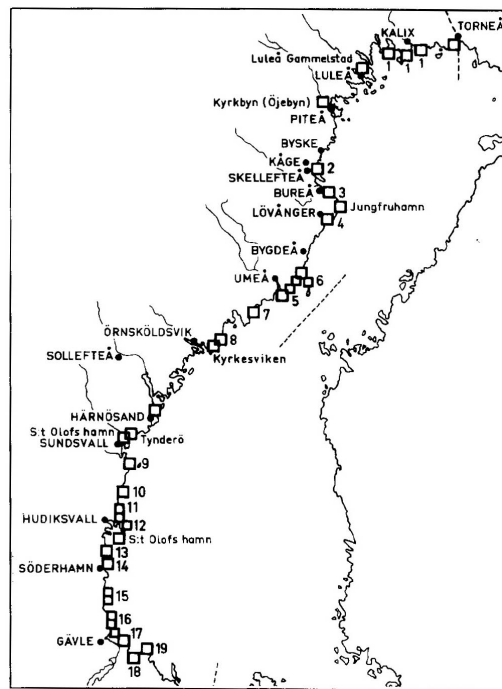 TORNEÅ
KALIX
Luleå Gammelstad
1
1
1
LULEÅ
Kyrkbyn (Öjebyn)
PITEÅ
BYSKE
KÅGE
2
SKELLEFTEÅ
BUREÅ
3
Jungfruhamn
LÖVÅNGER
4
BYGDEÅ
UMEÅ
6
5
7
ÖRNSKÖLDSVIK
8
Kyrkesviken
SOLLEFTEÅ
HÄRNÖSAND
S:t Olofs hamn
Tynderö
SUNDSVALL
9
10
11
HUDIKSVALL
12
S:t Olofs hamn
13
14
SÖDERHAMN
15
16
17
GÄVLE
19
18